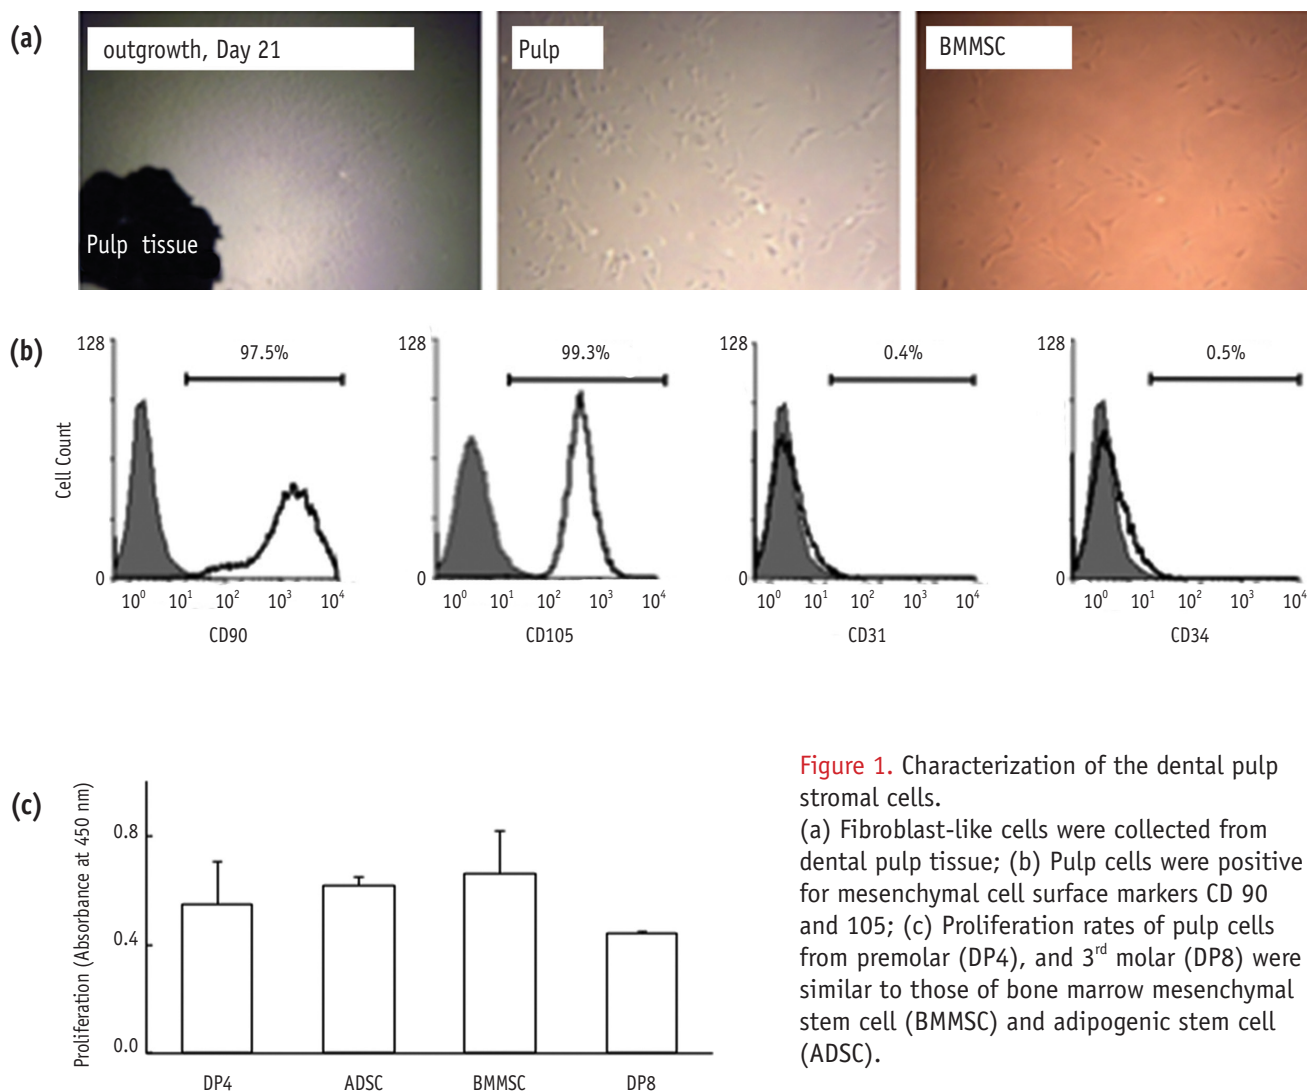 (a)
outgrowth, Day 21
Pulp
BMMSC
Pulp tissue
(b)
128
97.5%
128
99.3%
128
0.4%
128
0.5%
Cell Count
0
0
0
0
10⁰ 10¹ 10² 10³ 10⁴
10⁰ 10¹ 10² 10³ 10⁴
10⁰ 10¹ 10² 10³ 10⁴
10⁰ 10¹ 10² 10³ 10⁴
CD90
CD105
CD31
CD34
(c)
Proliferation (Absorbance at 450 nm)
0.8
0.4
0.0
DP4
ADSC
BMMSC
DP8
Figure 1. Characterization of the dental pulp
stromal cells.
(a) Fibroblast-like cells were collected from
dental pulp tissue; (b) Pulp cells were positive
for mesenchymal cell surface markers CD 90
and 105; (c) Proliferation rates of pulp cells
from premolar (DP4), and 3rd molar (DP8) were
similar to those of bone marrow mesenchymal
stem cell (BMMSC) and adipogenic stem cell
(ADSC).